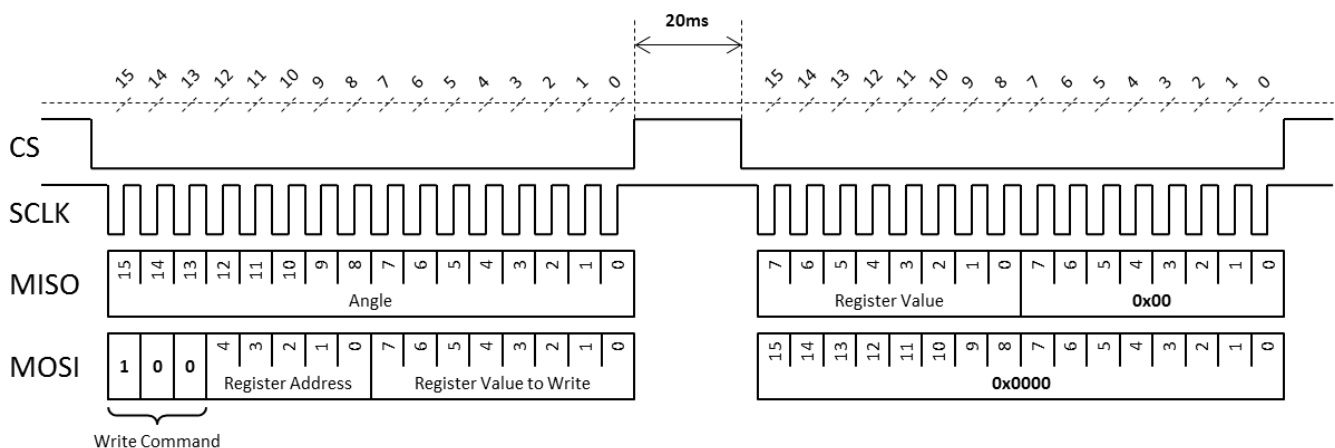 20ms
15 14 13 12 11 10 9 8 7 6 5 4 3 2 1 0 15 14 13 12 11 10 9 8 7 6 5 4 3 2 1 0
CS
SCLK
MISO
15 14 13 12 11 10 9 8 7 6 5 4 3 2 1 0 7 6 5 4 3 2 1 0 7 6 5 4 3 2 1 0
Angle Register Value 0x00
MOSI
1 0 0 4 3 2 1 0 7 6 5 4 3 2 1 0 15 14 13 12 11 10 9 8 7 6 5 4 3 2 1 0
Register Address Register Value to Write 0x0000
Write Command